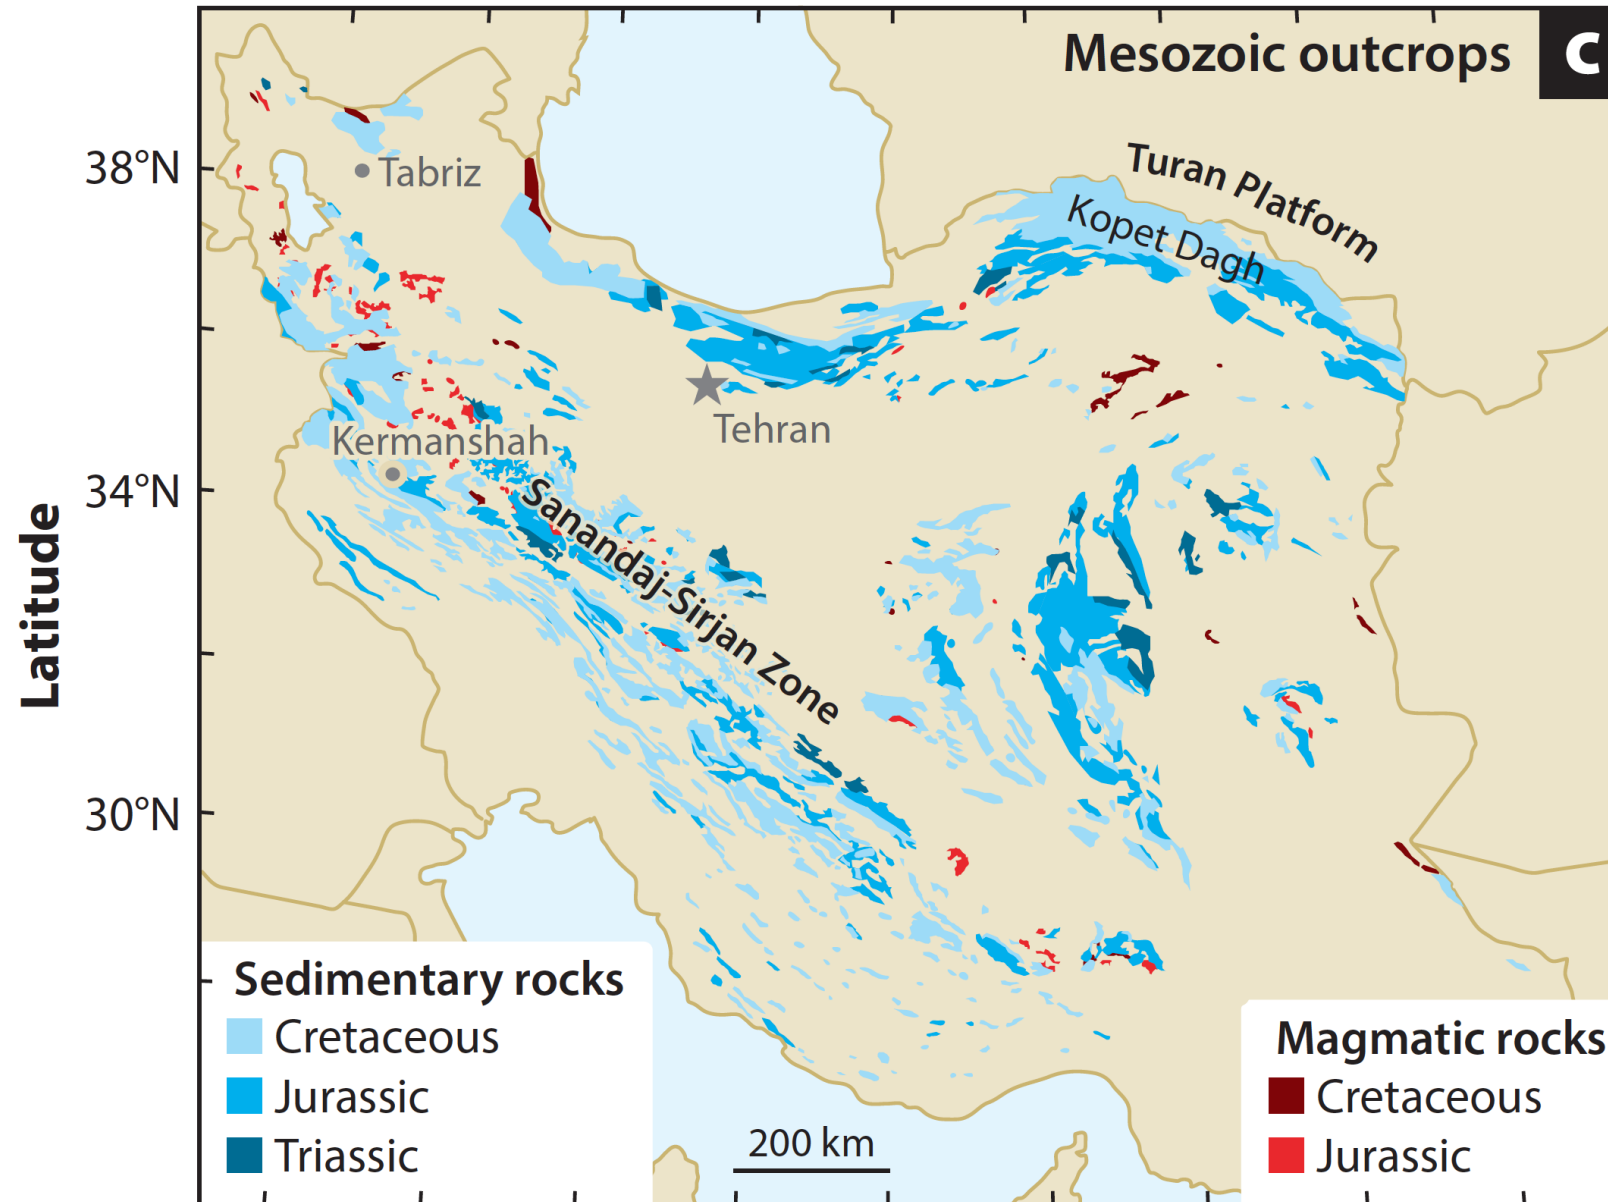 Mesozoic outcrops
C
Turan Platform
Kopet Dagh
38°N
Tabriz
Tehran
Kermanshah
34°N
Sanandaj-Sirjan Zone
Latitude
30°N
Sedimentary rocks
Cretaceous
Jurassic
Triassic
200 km
Magmatic rocks
Cretaceous
Jurassic